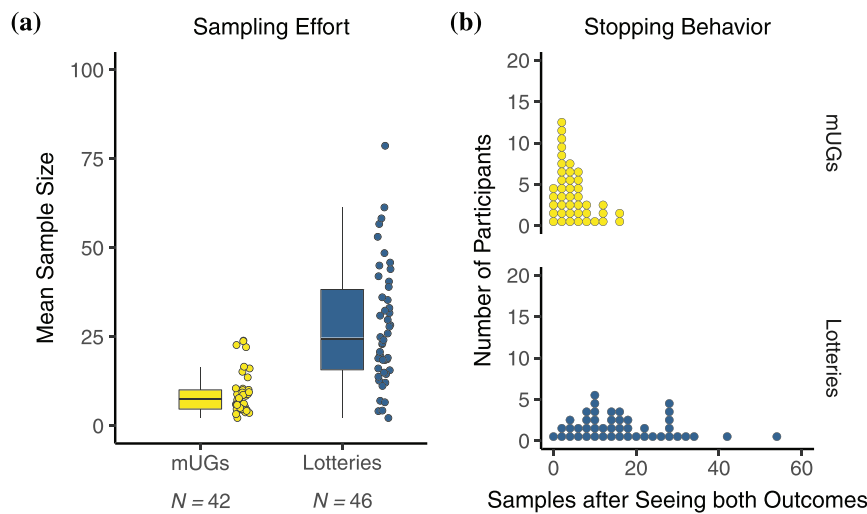 (a)
Sampling Effort
Mean Sample Size
100
75
50
25
0
mUGs
Lotteries
N = 42
N = 46
(b)
Stopping Behavior
Number of Participants
20
15
10
5
0
mUGs
20
15
10
5
0
Lotteries
0
20
40
60
Samples after Seeing both Outcomes